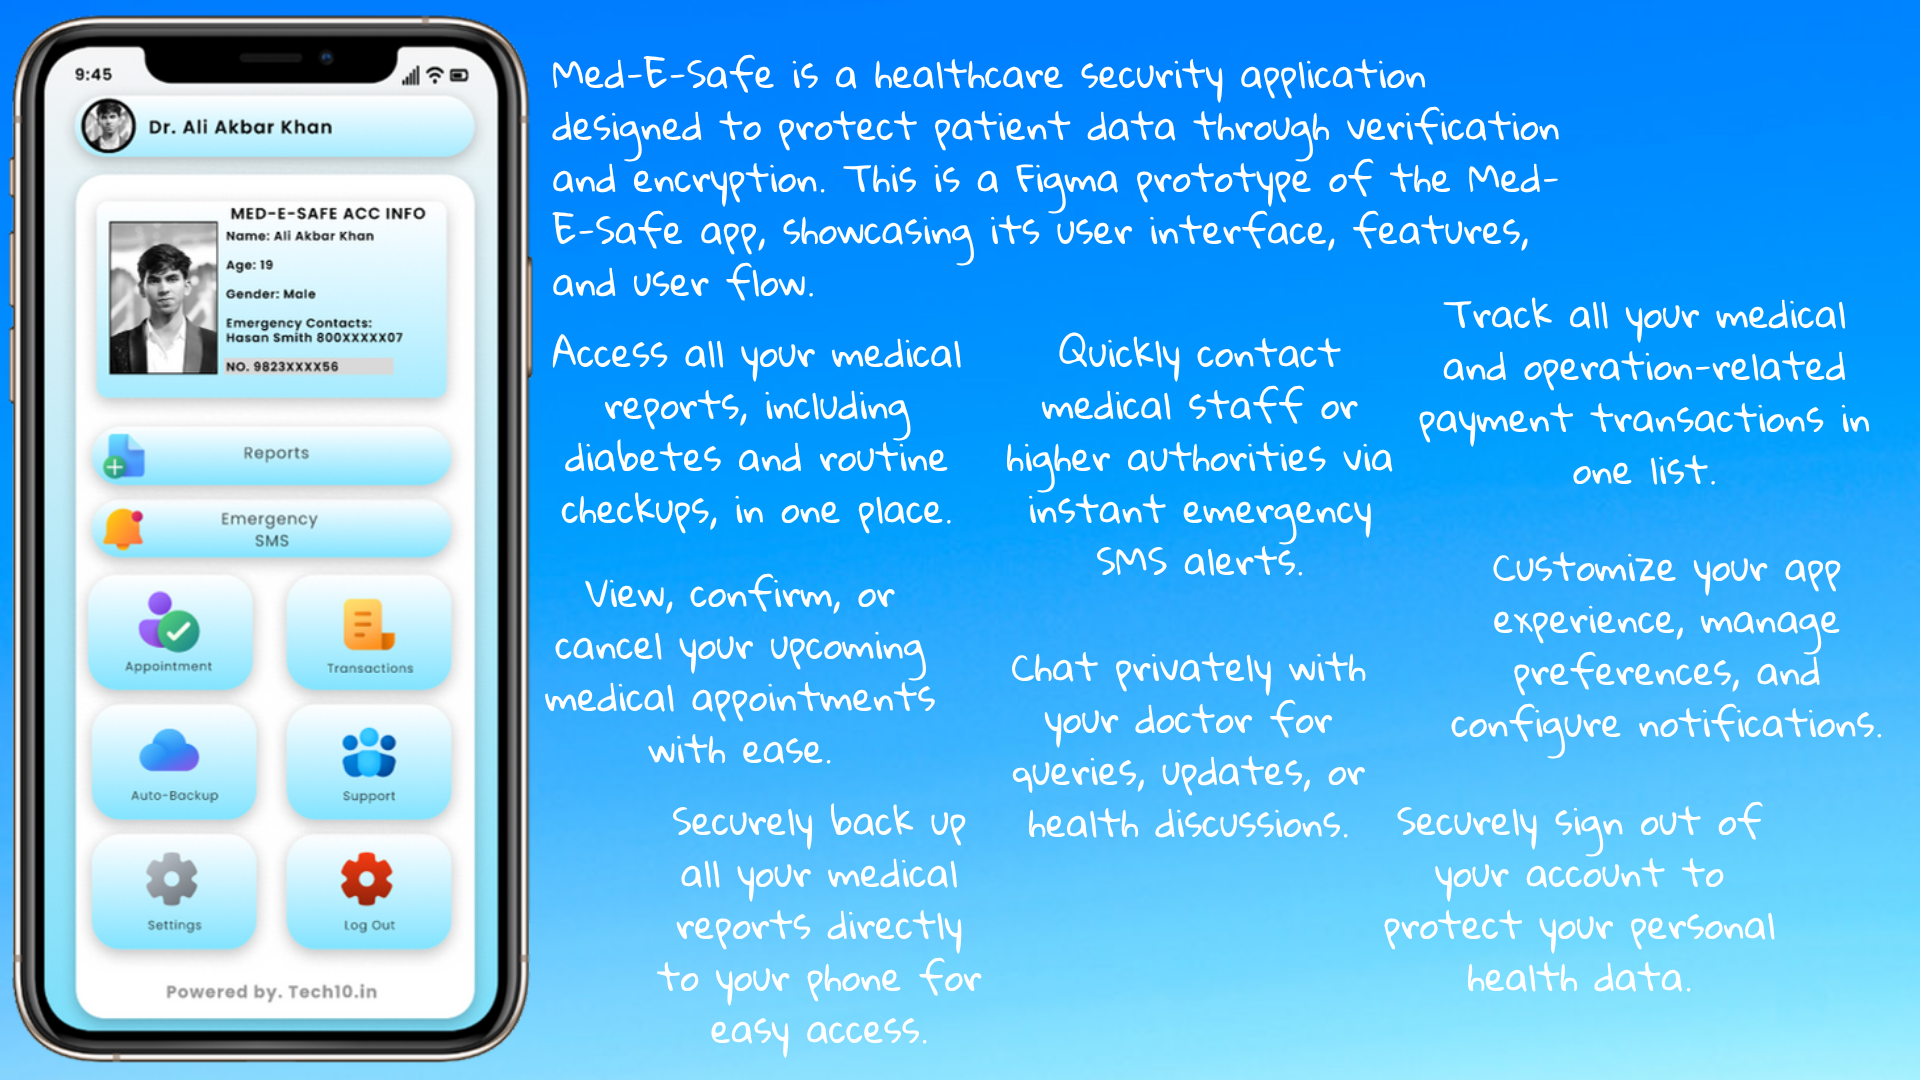 9:45
Dr. Ali Akbar Khan
MED-E-SAFE ACC INFO
Name: Ali Akbar Khan
Age: 19
Gender: Male
Emergency Contacts:
Hasan Smith 800XXXXX07
NO. 9823XXXX56
Reports
Emergency
SMS
Appointment
Transactions
Auto-Backup
Support
Settings
Log Out
Powered by. Tech10.in
Med-E-Safe is a healthcare security application
designed to protect patient data through verification
and encryption. This is a Figma prototype of the Med-
E-Safe app, showcasing its user interface, features,
and user flow.
Access all your medical
reports, including
diabetes and routine
checkups, in one place.
Quickly contact
medical staff or
higher authorities via
instant emergency
SMS alerts.
Track all your medical
and operation-related
payment transactions in
one list.
View, confirm, or
cancel your upcoming
medical appointments
with ease.
Chat privately with
your doctor for
queries, updates, or
health discussions.
Customize your app
experience, manage
preferences, and
configure notifications.
Securely back up
all your medical
reports directly
to your phone for
easy access.
Securely sign out of
your account to
protect your personal
health data.